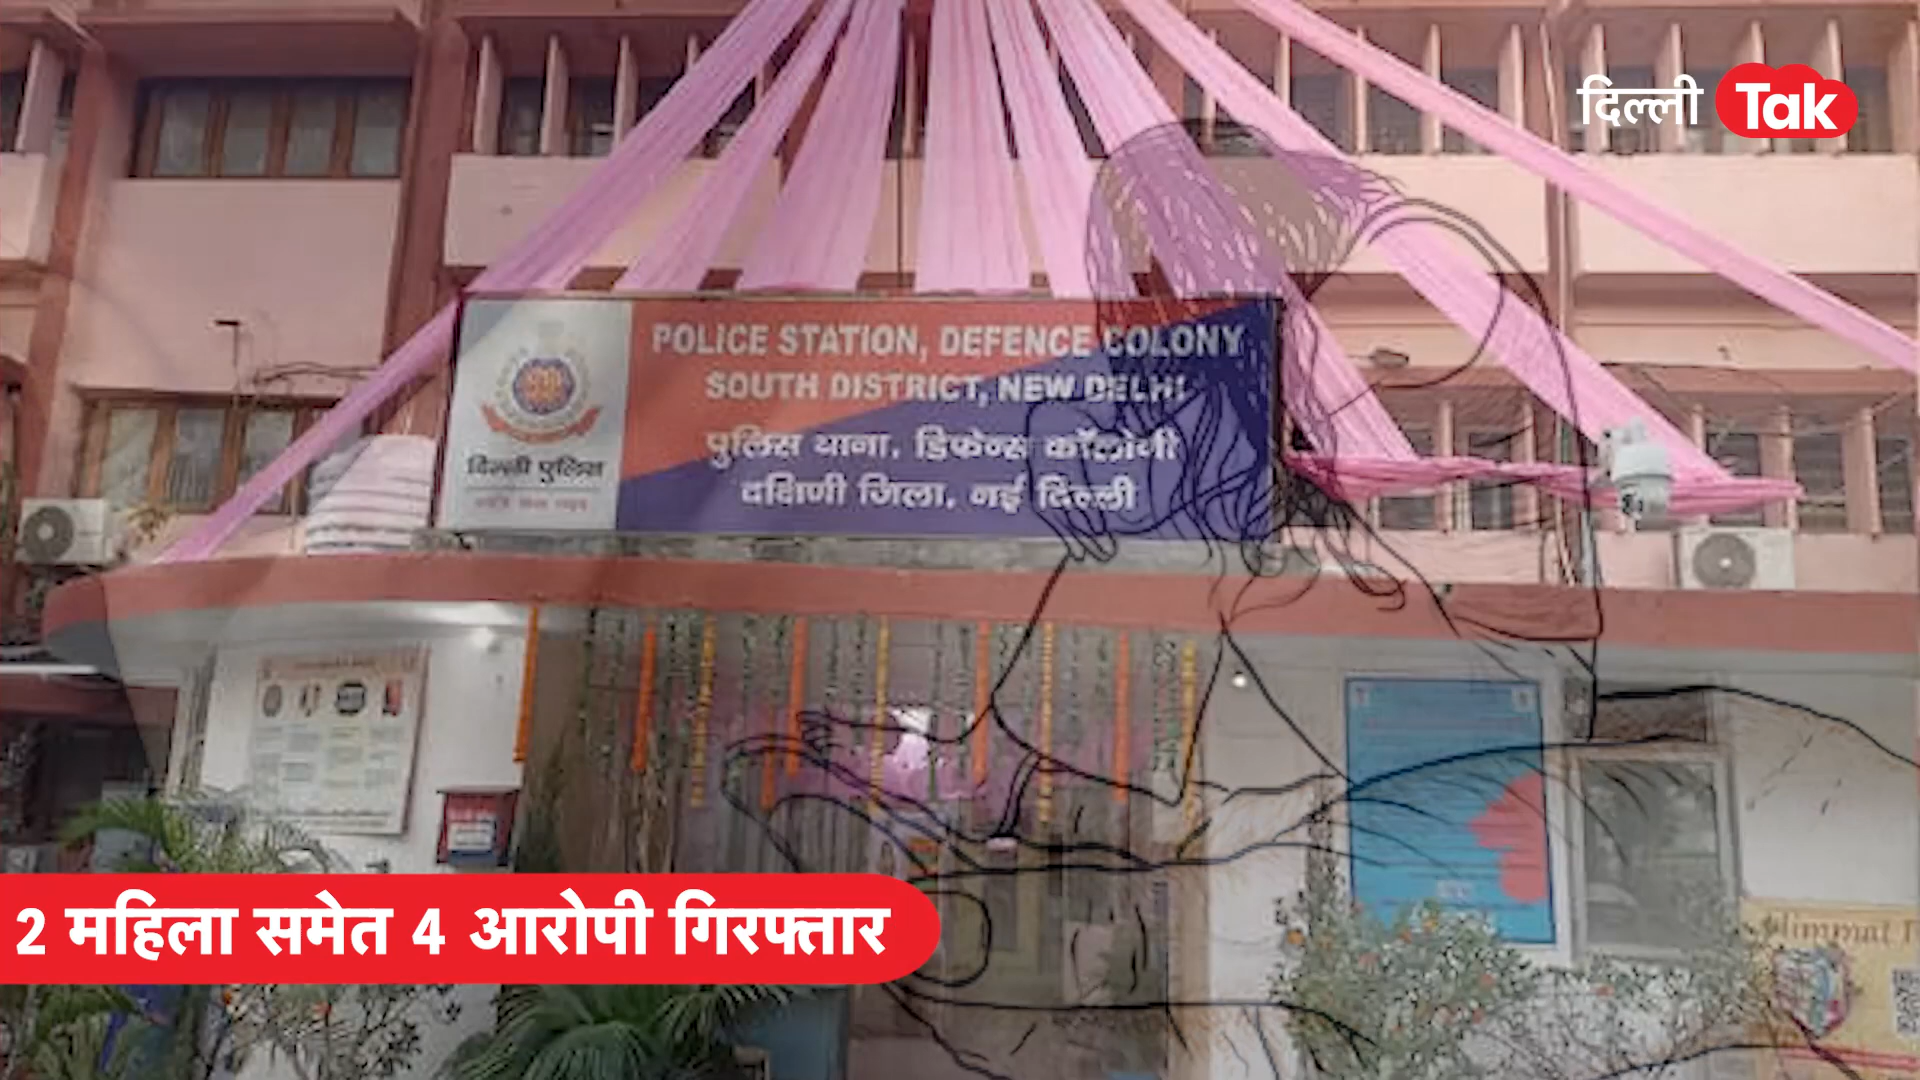 दिल्ली Tak
POLICE STATION, DEFENCE COLONY
SOUTH DISTRICT, NEW DELHI
पुलिस थाना, डिफेन्स कॉलोनी
दक्षिणी जिला, नई दिल्ली
दिल्ली पुलिस
2 महिला समेत 4 आरोपी गिरफ्तार